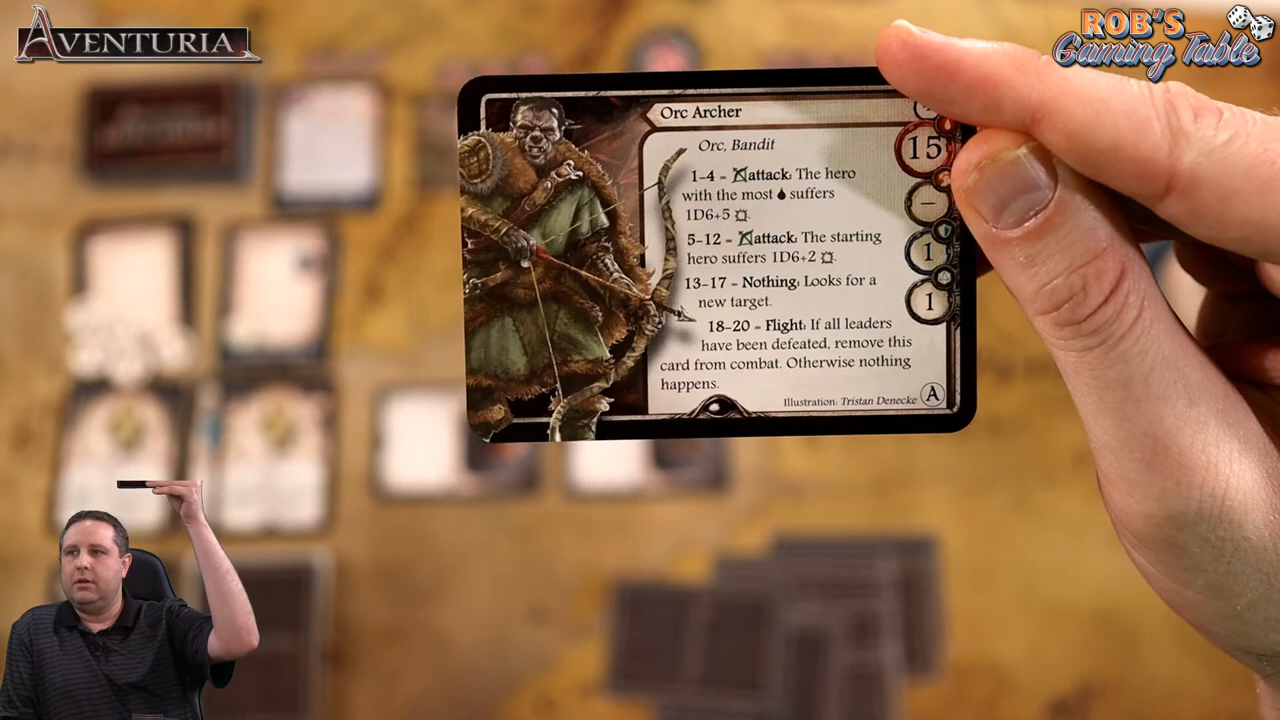 AVENTURIA
ROB'S
Gaming Table
Orc Archer
Orc, Bandit
15
1-4 - attack: The hero
with the most suffers
1D6+5
–
5-12 - attack: The starting
hero suffers 1D6+2
1
13-17 - Nothing: Looks for a
new target.
1
18-20 - Flight: If all leaders
have been defeated, remove this
card from combat. Otherwise nothing
happens.
Illustration: Tristan Denecke
A